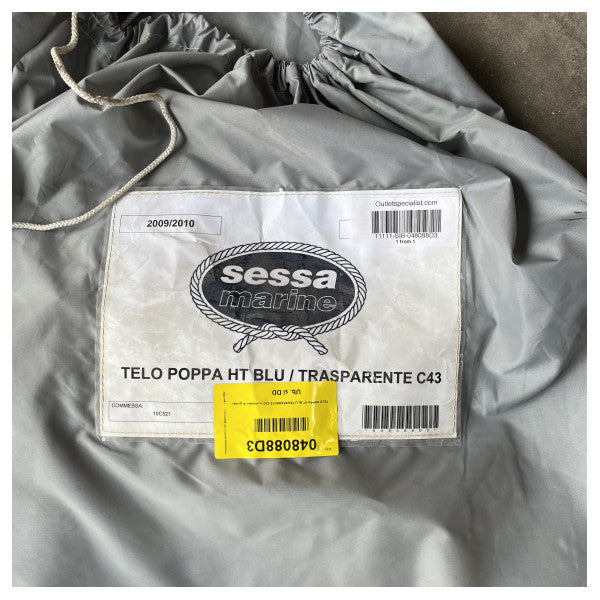 2009/2010
Outletspecialist.com
11111-SIB-048088D3
1 from 1
sessa
marine
TELO POPPA HT BLU / TRASPARENTE C43
COMMESSA:
10C521
048088D3